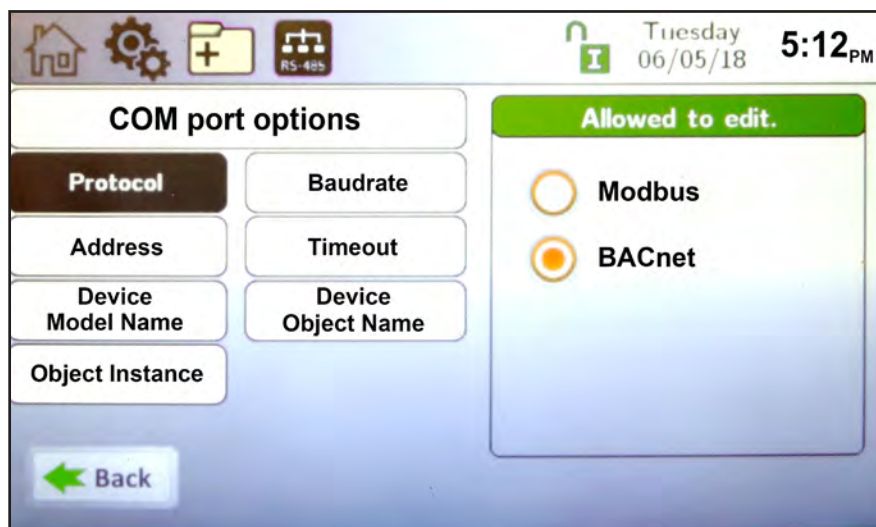 RS-485
I
Tuesday
06/05/18
5:12PM
COM port options
Allowed to edit.
Protocol
Baudrate
Address
Timeout
Device
Model Name
Device
Object Name
Object Instance
Modbus
BACnet
Back